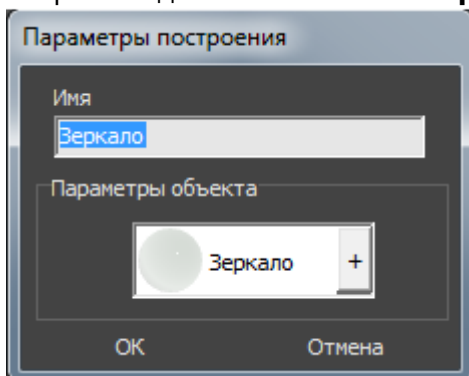 Параметры построения
Имя
Зеркало
Параметры объекта
Зеркало +
ОК Отмена